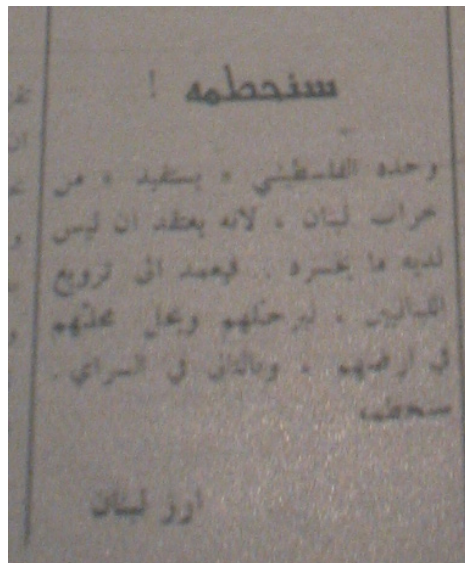 سنحطمه !
وحده الفلسطيني « يستفيد » من
خراب لبنان ، لانه يعتقد ان ليس
لديه ما يخسره .. فيعمد الى ترويع
اللبنانيين ، ليرحلهم ويحل محلهم
في ارضهم ، وبالتالي في السراي .
سنحطمه
ارز لبنان